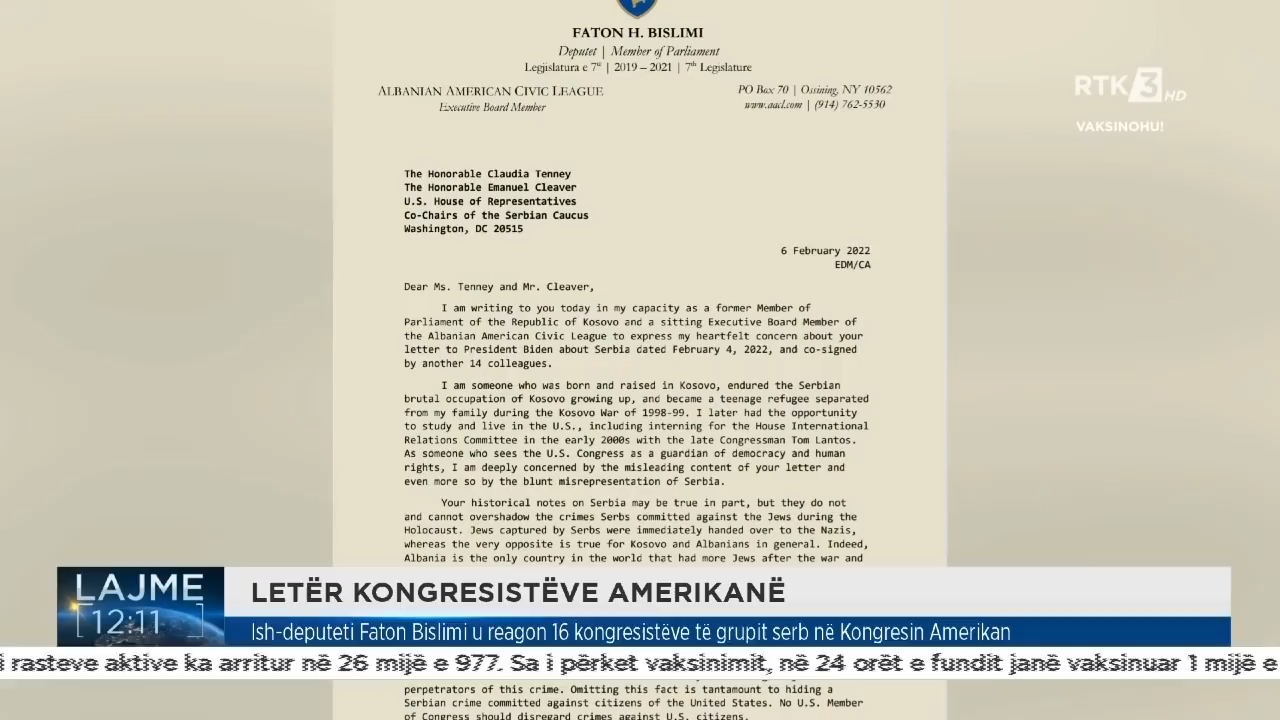 FATON H. BISLIMI
Deputet | Member of Parliament
Legjislatura e 7të | 2019 – 2021 | 7th Legislature
ALBANIAN AMERICAN CIVIC LEAGUE
Executive Board Member
PO Box 70 | Ossining, NY 10562
www.aacl.com | (914) 762-5530
RTK3 HD
VAKSINOHU!
The Honorable Claudia Tenney
The Honorable Emanuel Cleaver
U.S. House of Representatives
Co-Chairs of the Serbian Caucus
Washington, DC 20515
6 February 2022
EDM/CA
Dear Ms. Tenney and Mr. Cleaver,
I am writing to you today in my capacity as a former Member of
Parliament of the Republic of Kosovo and a sitting Executive Board Member of
the Albanian American Civic League to express my heartfelt concern about your
letter to President Biden about Serbia dated February 4, 2022, and co-signed
by another 14 colleagues.
I am someone who was born and raised in Kosovo, endured the Serbian
brutal occupation of Kosovo growing up, and became a teenage refugee separated
from my family during the Kosovo War of 1998-99. I later had the opportunity
to study and live in the U.S., including interning for the House International
Relations Committee in the early 2000s with the late Congressman Tom Lantos.
As someone who sees the U.S. Congress as a guardian of democracy and human
rights, I am deeply concerned by the misleading content of your letter and
even more so by the blunt misrepresentation of Serbia.
Your historical notes on Serbia may be true in part, but they do not
and cannot overshadow the crimes Serbs committed against the Jews during the
Holocaust. Jews captured by Serbs were immediately handed over to the Nazis,
whereas the very opposite is true for Kosovo and Albanians in general. Indeed,
Albania is the only country in the world that had more Jews after the war and
LAJME
12:11
LETËR KONGRESISTËVE AMERIKANË
Ish-deputeti Faton Bislimi u reagon 16 kongresistëve të grupit serb në Kongresin Amerikan
i rasteve aktive ka arritur në 26 mijë e 977. Sa i përket vaksinimit, në 24 orët e fundit janë vaksinuar 1 mijë e
perpetrators of this crime. Omitting this fact is tantamount to hiding a
Serbian crime committed against citizens of the United States. No U.S. Member
of Congress should disregard crimes against U.S. citizens.